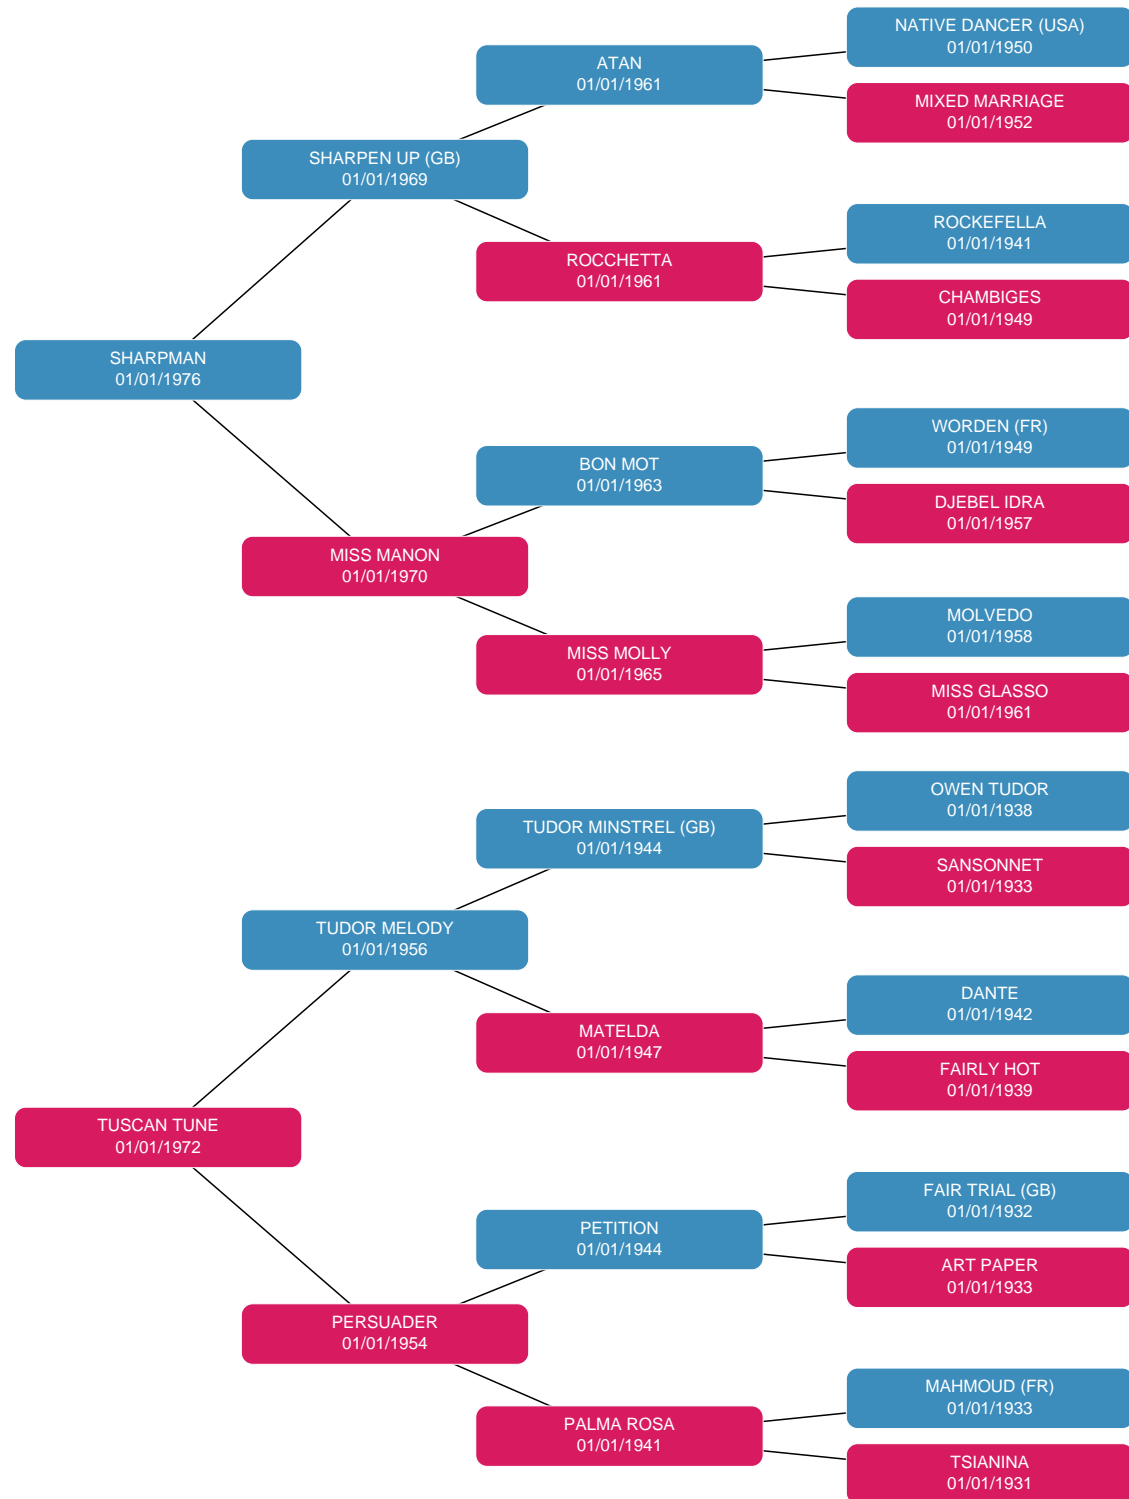 NATIVE DANCER (USA)
01/01/1950
ATAN
01/01/1961
MIXED MARRIAGE
01/01/1952
SHARPEN UP (GB)
01/01/1969
ROCKEFELLA
01/01/1941
ROCCHETTA
01/01/1961
CHAMBIGES
01/01/1949
SHARPMAN
01/01/1976
WORDEN (FR)
01/01/1949
BON MOT
01/01/1963
DJEBEL IDRA
01/01/1957
MISS MANON
01/01/1970
MOLVEDO
01/01/1958
MISS MOLLY
01/01/1965
MISS GLASSO
01/01/1961
OWEN TUDOR
01/01/1938
TUDOR MINSTREL (GB)
01/01/1944
SANSONNET
01/01/1933
TUDOR MELODY
01/01/1956
DANTE
01/01/1942
MATELDA
01/01/1947
FAIRLY HOT
01/01/1939
TUSCAN TUNE
01/01/1972
FAIR TRIAL (GB)
01/01/1932
PETITION
01/01/1944
ART PAPER
01/01/1933
PERSUADER
01/01/1954
MAHMOUD (FR)
01/01/1933
PALMA ROSA
01/01/1941
TSIANINA
01/01/1931